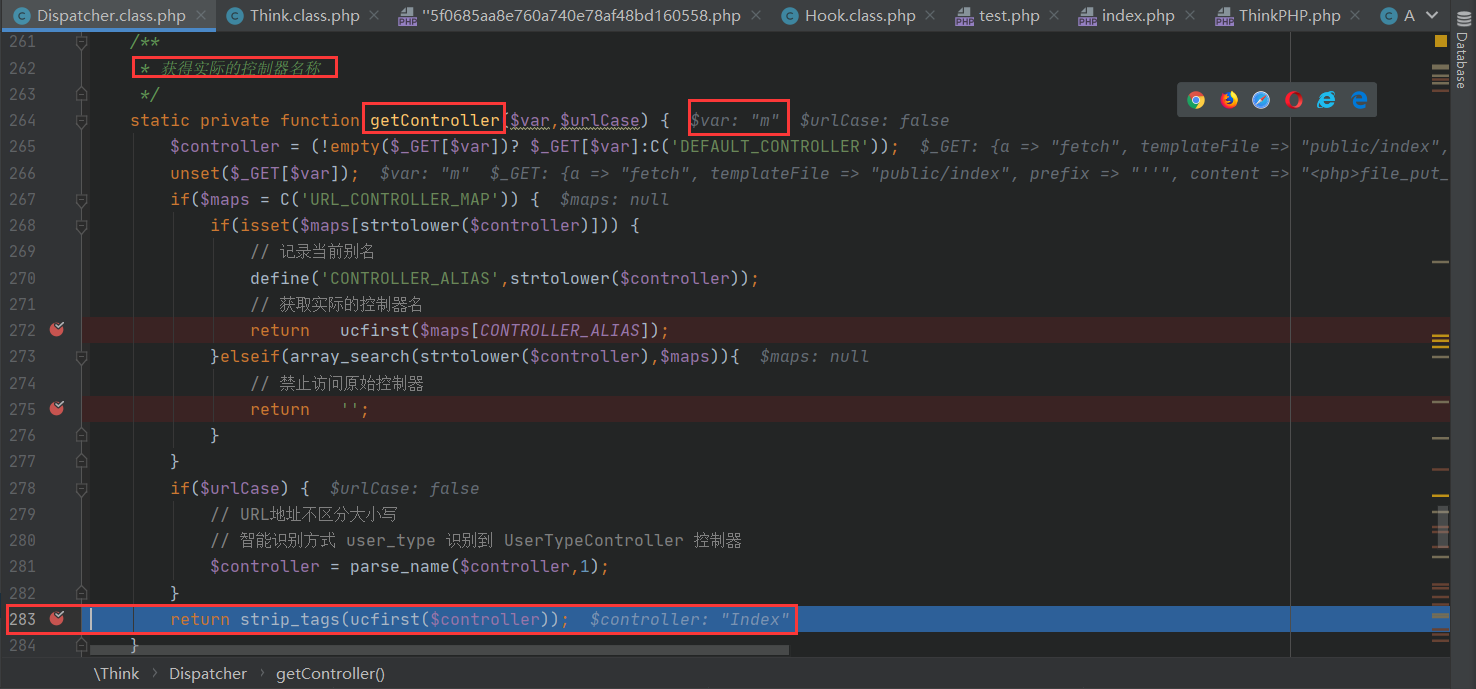 Dispatcher.class.php × Think.class.php × "5f0685aa8e760a740e78af48bd160558.php × Hook.class.php × test.php × index.php × ThinkPHP.php × A
Database
261 /**
262 * 获得实际的控制器名称
263 */
264 static private function getController($var,$urlCase) { $var: "m" $urlCase: false
265 $controller = (!empty($_GET[$var])? $_GET[$var]:C('DEFAULT_CONTROLLER')); $_GET: {a => "fetch", templateFile => "public/index",
266 unset($_GET[$var]); $var: "m" $_GET: {a => "fetch", templateFile => "public/index", prefix => "''", content => "<php>file_put_
267 if($maps = C('URL_CONTROLLER_MAP')) { $maps: null
268 if(isset($maps[strtolower($controller)])) {
269 // 记录当前别名
270 define('CONTROLLER_ALIAS',strtolower($controller));
271 // 获取实际的控制器名
272 return ucfirst($maps[CONTROLLER_ALIAS]);
273 }elseif(array_search(strtolower($controller),$maps)){ $maps: null
274 // 禁止访问原始控制器
275 return '';
276 }
277 }
278 if($urlCase) { $urlCase: false
279 // URL地址不区分大小写
280 // 智能识别方式 user_type 识别到 UserTypeController 控制器
281 $controller = parse_name($controller,1);
282 }
283 return strip_tags(ucfirst($controller)); $controller: "Index"
284 }
\Think › Dispatcher › getController()